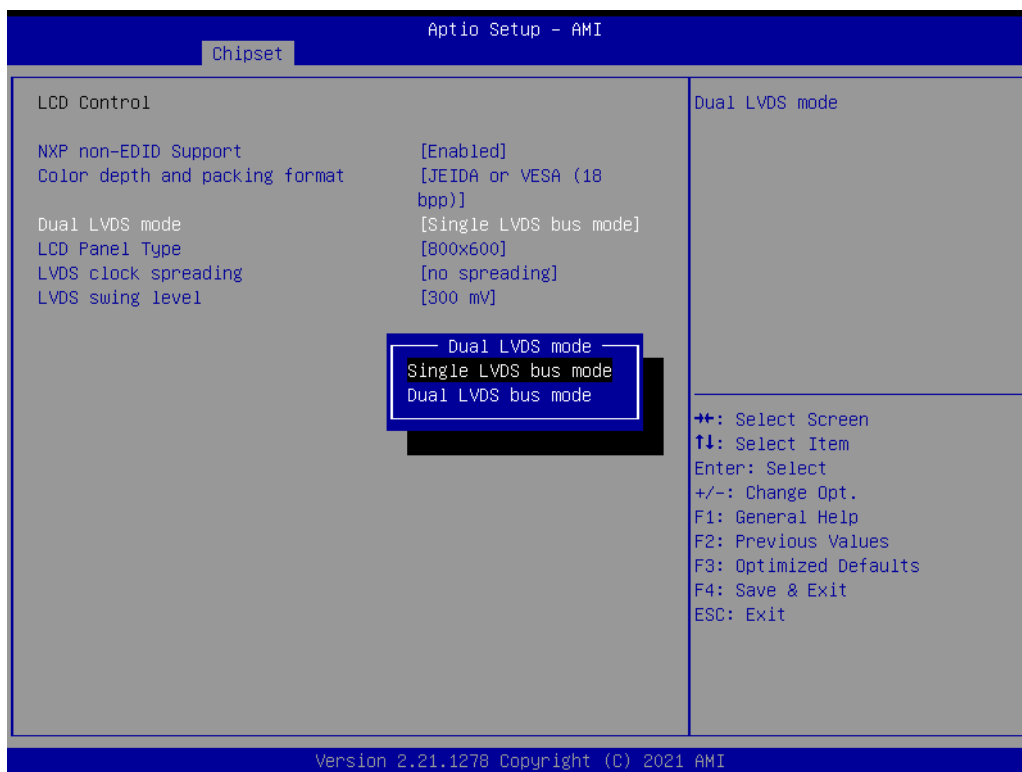 Aptio Setup – AMI
Chipset
LCD Control
NXP non-EDID Support [Enabled]
Color depth and packing format [JEIDA or VESA (18
bpp)]
Dual LVDS mode [Single LVDS bus mode]
LCD Panel Type [800x600]
LVDS clock spreading [no spreading]
LVDS swing level [300 mV]
Dual LVDS mode
Single LVDS bus mode
Dual LVDS bus mode
Dual LVDS mode
→←: Select Screen
↑↓: Select Item
Enter: Select
+/-: Change Opt.
F1: General Help
F2: Previous Values
F3: Optimized Defaults
F4: Save & Exit
ESC: Exit
Version 2.21.1278 Copyright (C) 2021 AMI